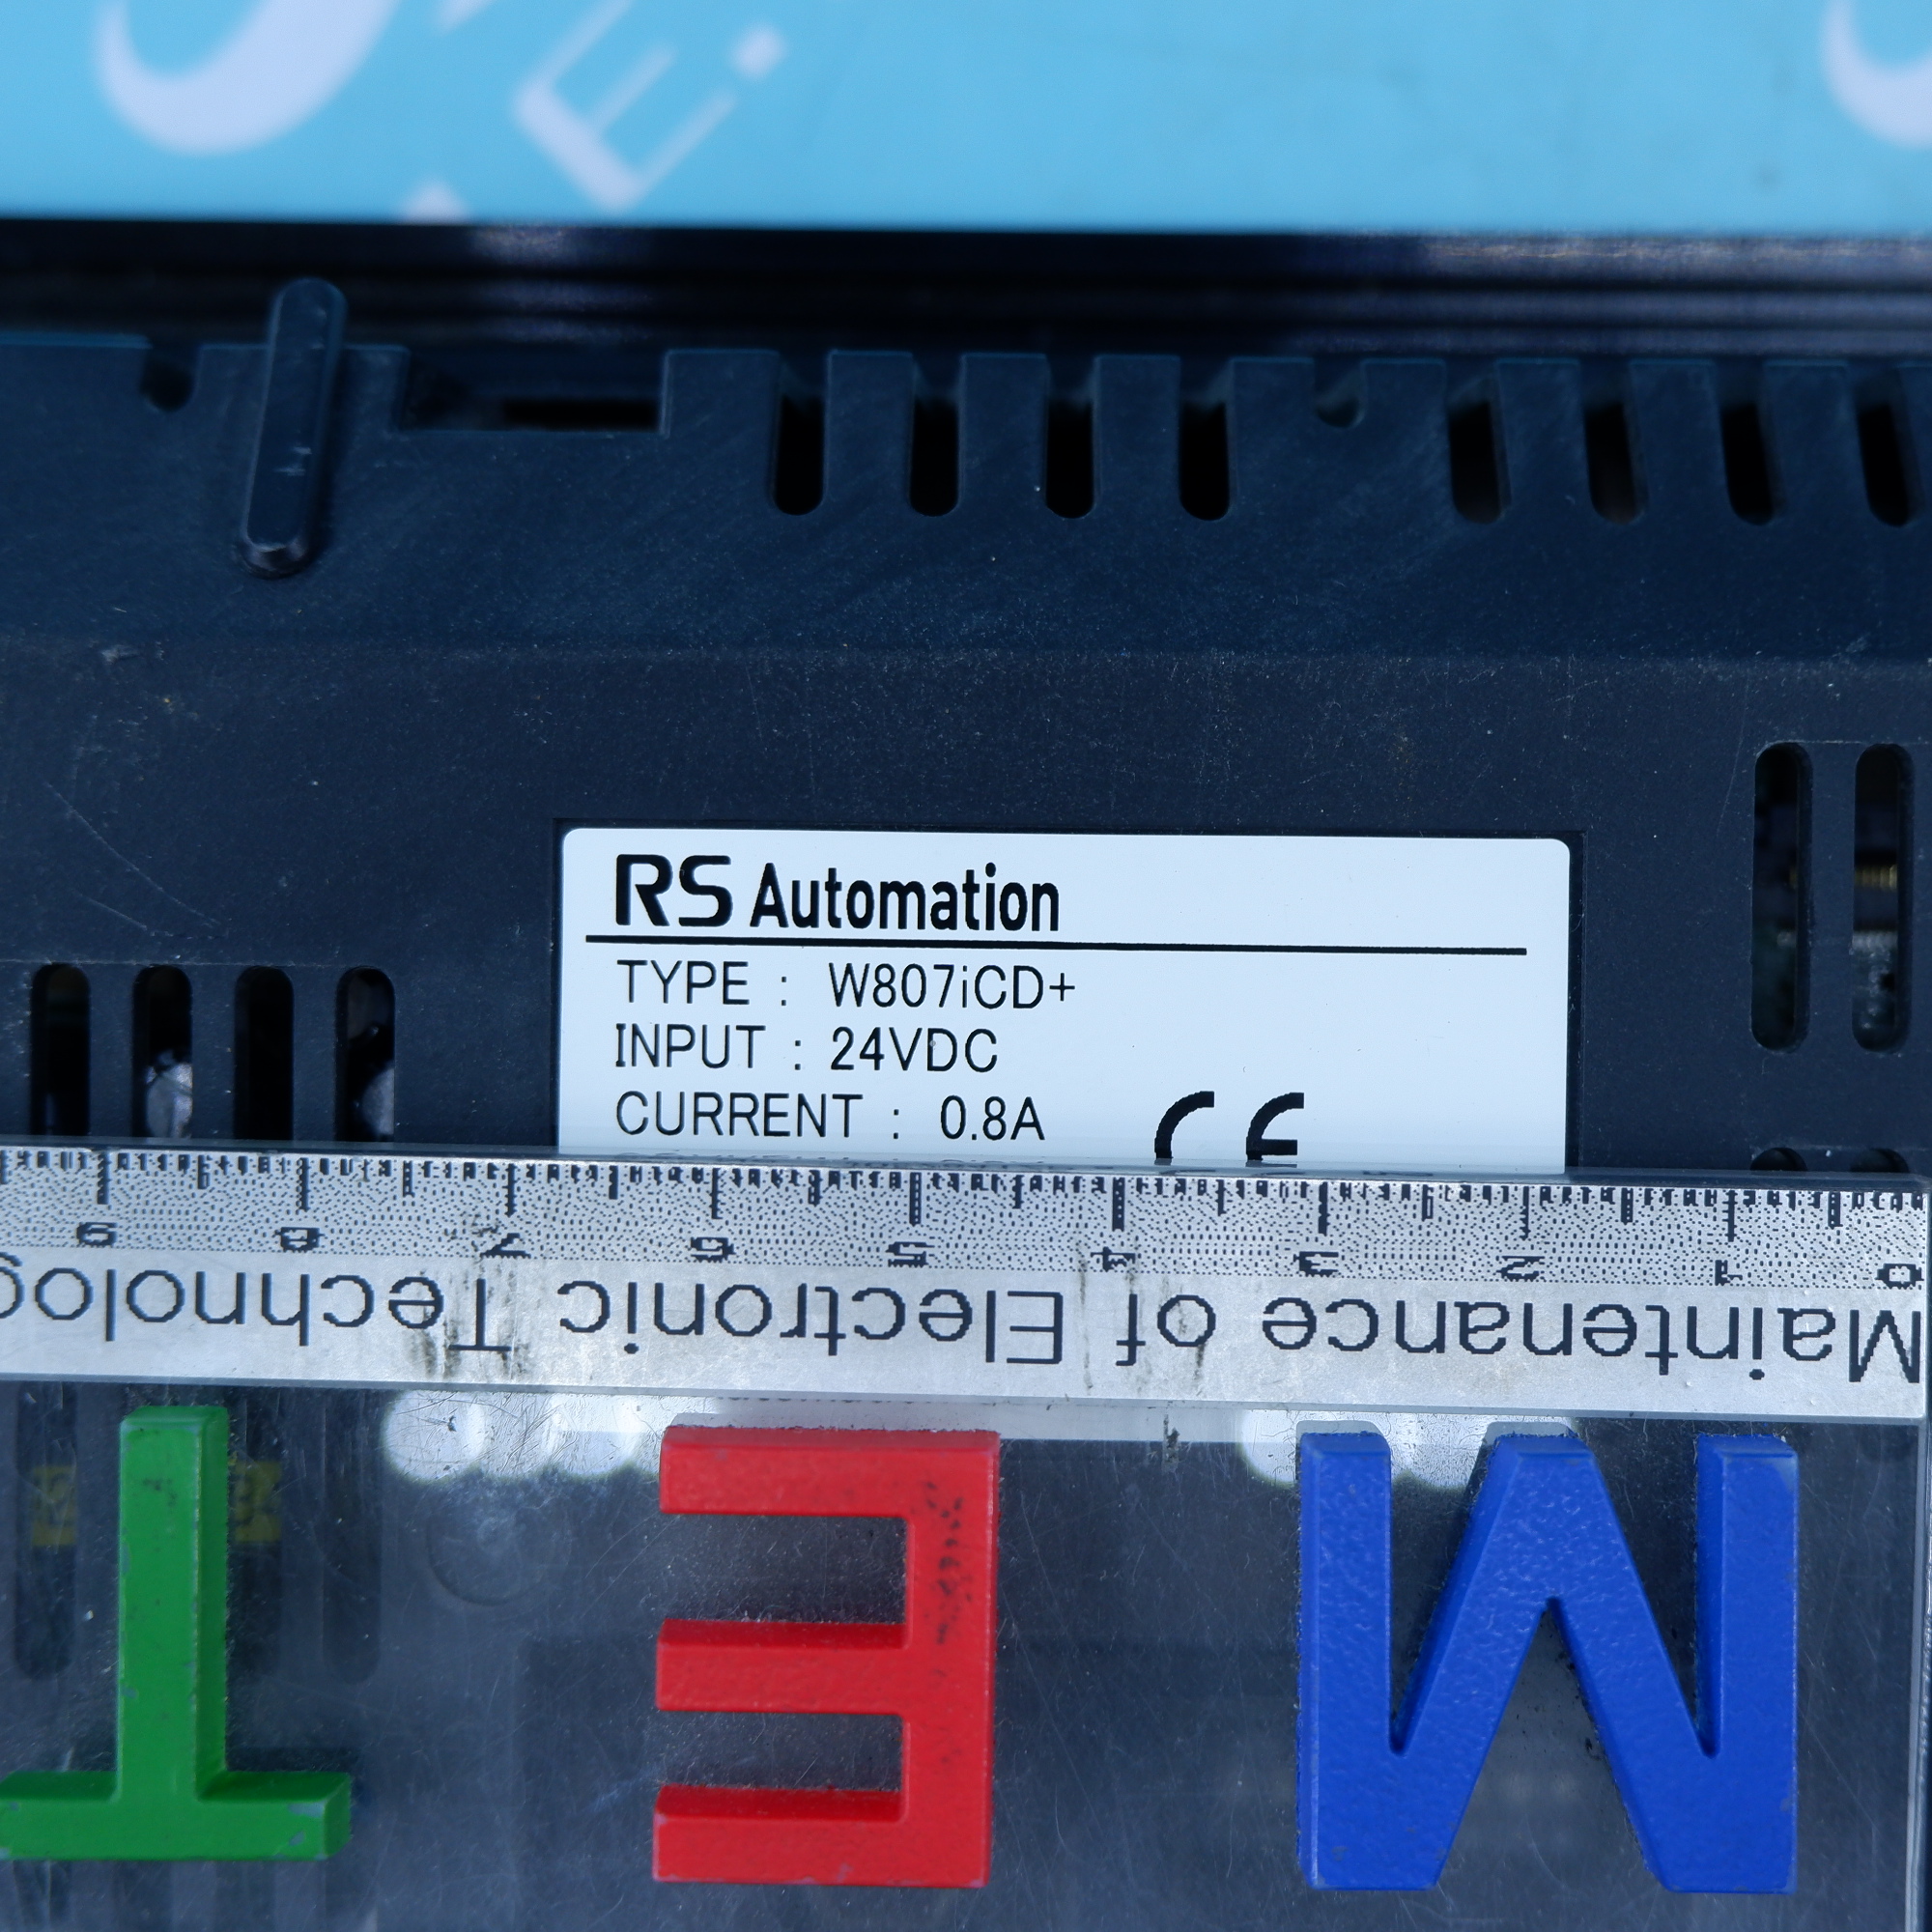 E.
RS Automation
TYPE : W807iCD+
INPUT : 24VDC
CURRENT : 0.8A
CE
0 1 2 3 4 5 6 7 8 9
Maintenance of Electronic
M E T